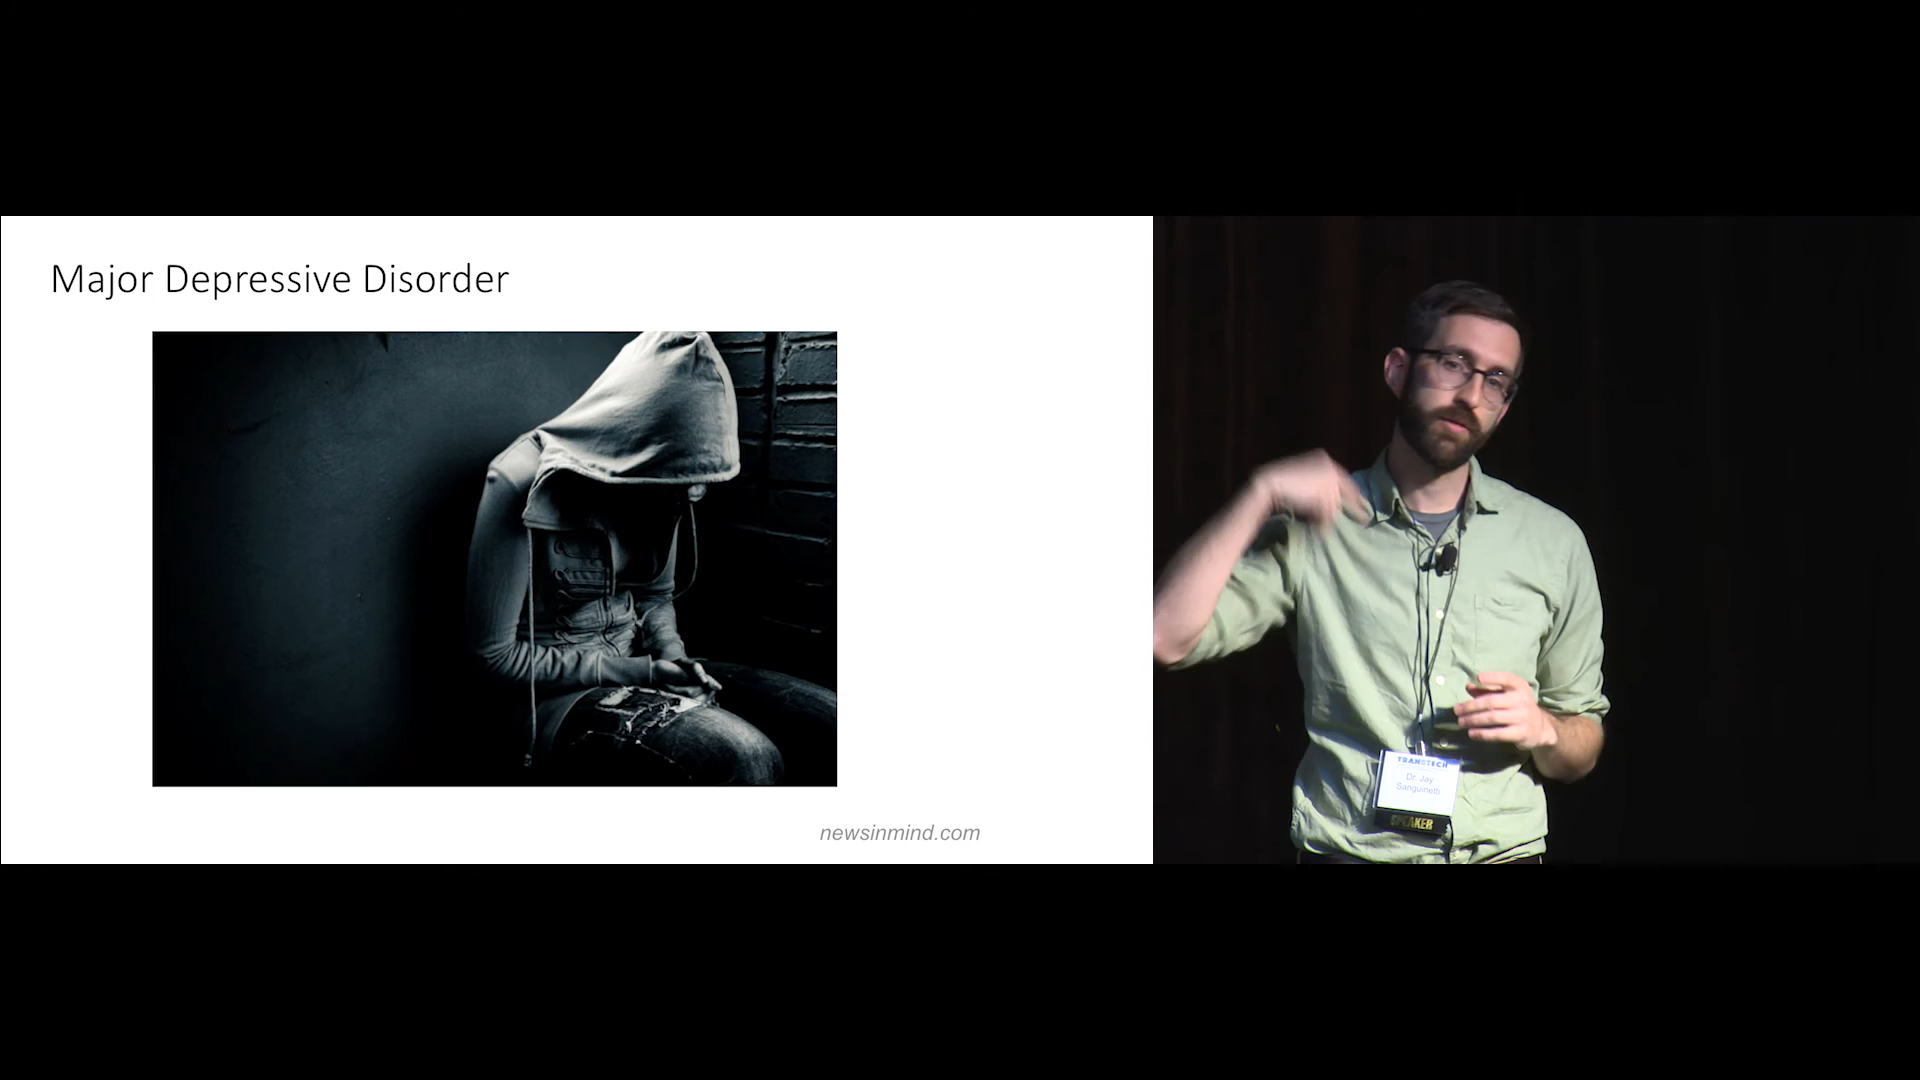 Major Depressive Disorder
newsinmind.com
TRANSTECH
Dr. Jay
Sanguinetti
SPEAKER